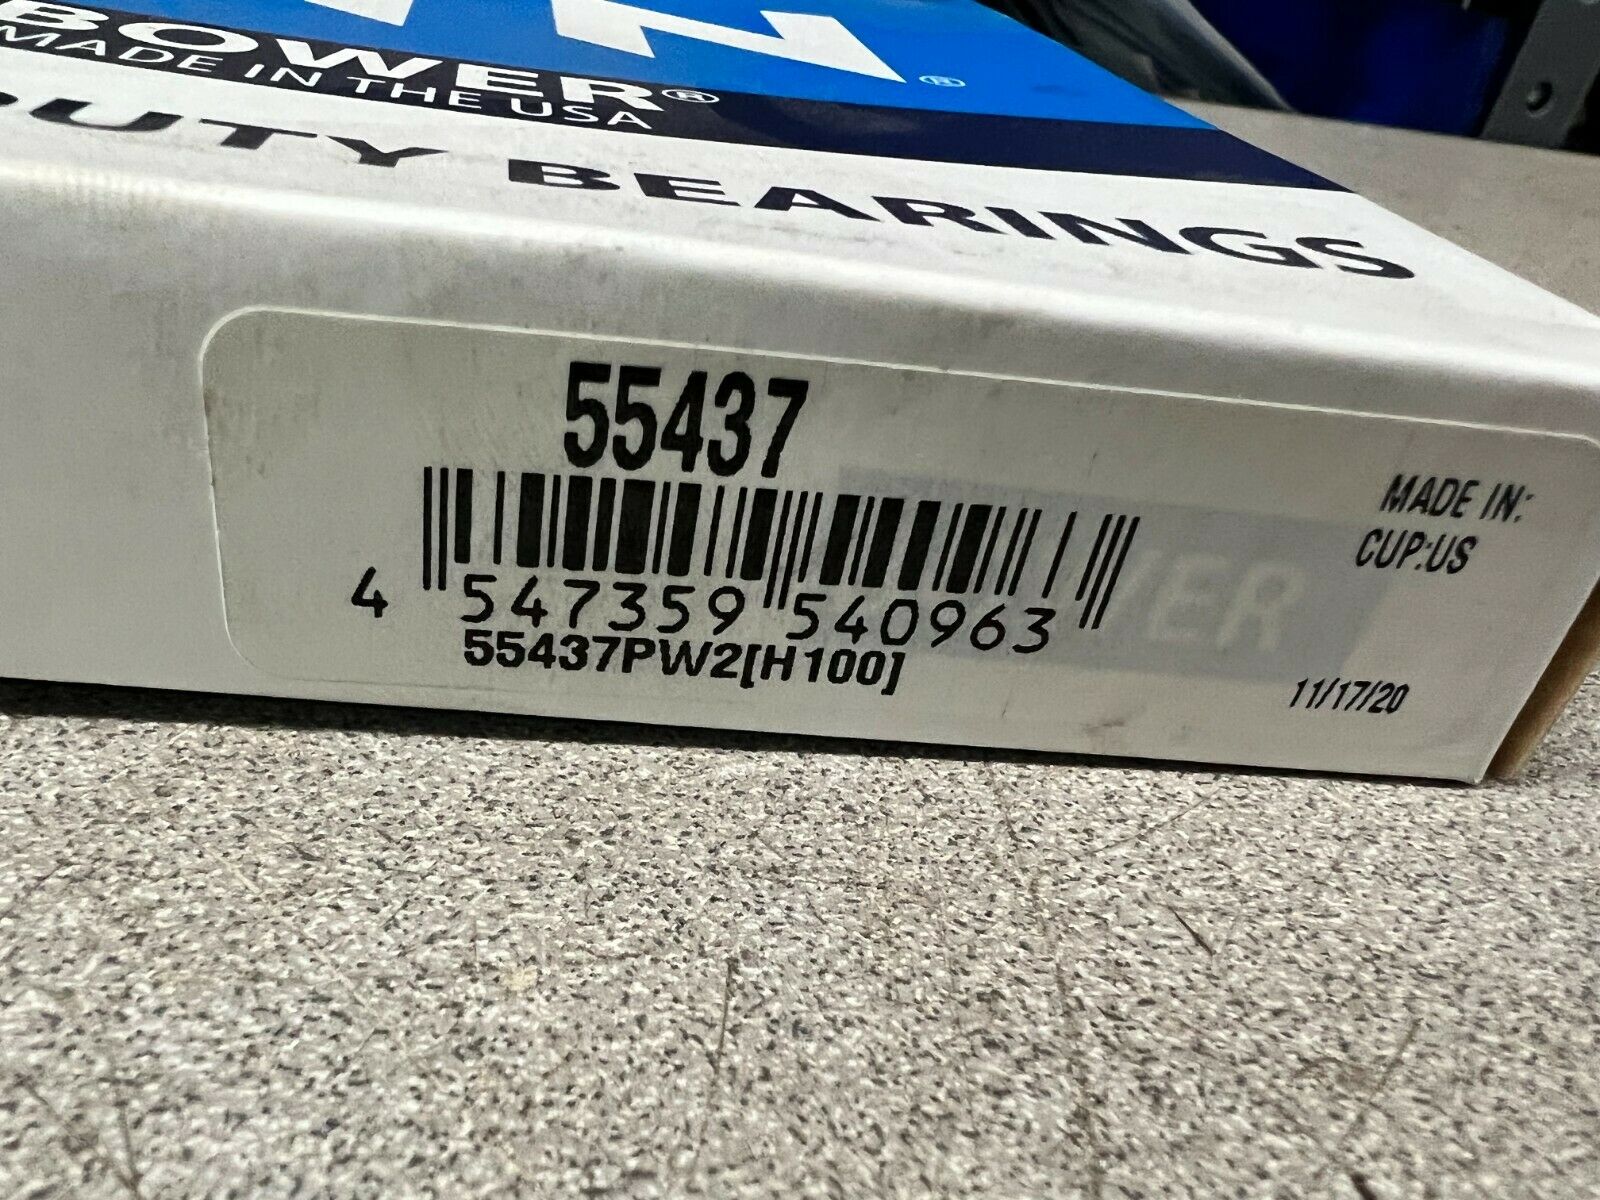 BOWER®
MADE IN THE USA
BEARINGS
55437
MADE IN:
CUP:US
4 547359 540963
55437PW2[H100]
11/17/20